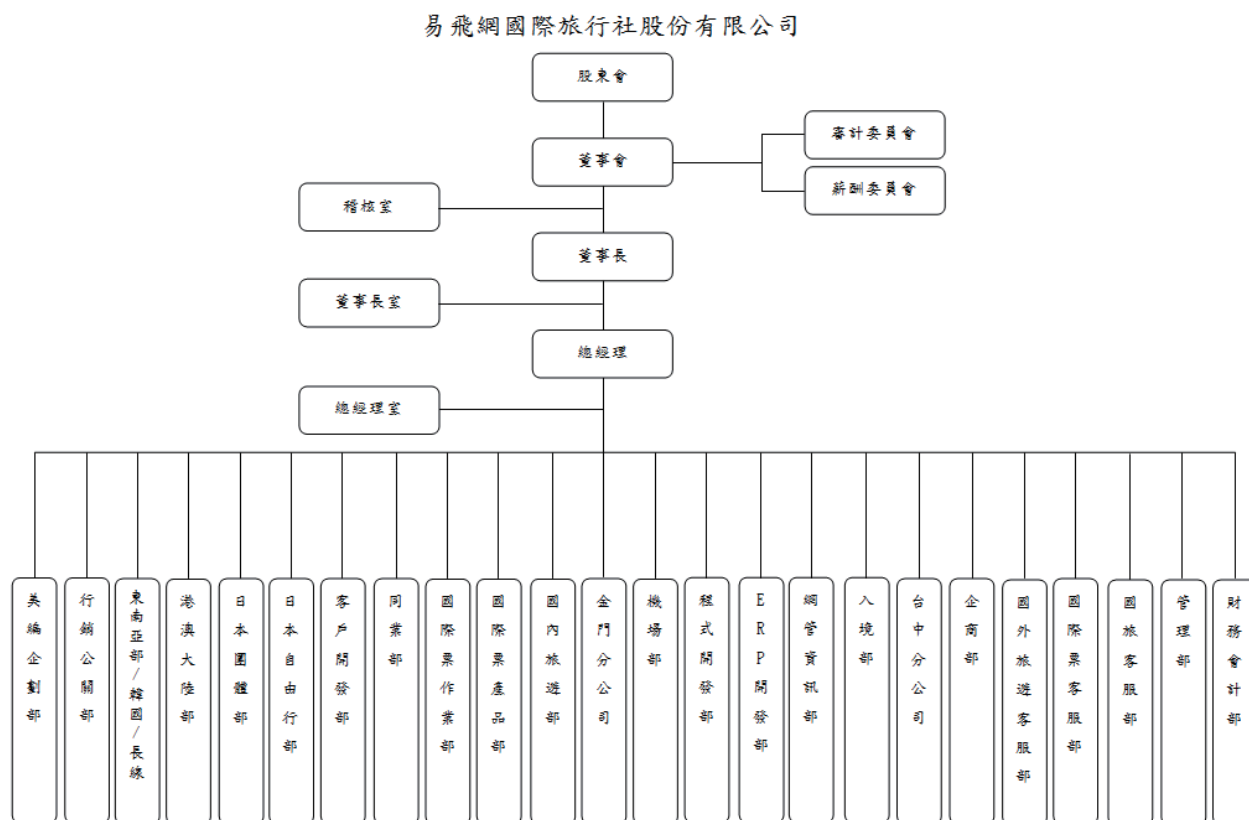 易飛網國際旅行社股份有限公司
股東會
董事會
審計委員會
薪酬委員會
稽核室
董事長
董事長室
總經理
總經理室
美編企劃部
行銷公關部
東南亞部/韓國/長線
港澳大陸部
日本團體部
日本自由行部
客戶開發部
同業部
國際票作業部
國際票產品部
國內旅遊部
金門分公司
機場部
程式開發部
ERP開發部
網管資訊部
入境部
台中分公司
企商部
國外旅遊客服部
國際票客服部
國旅客服部
管理部
財務會計部